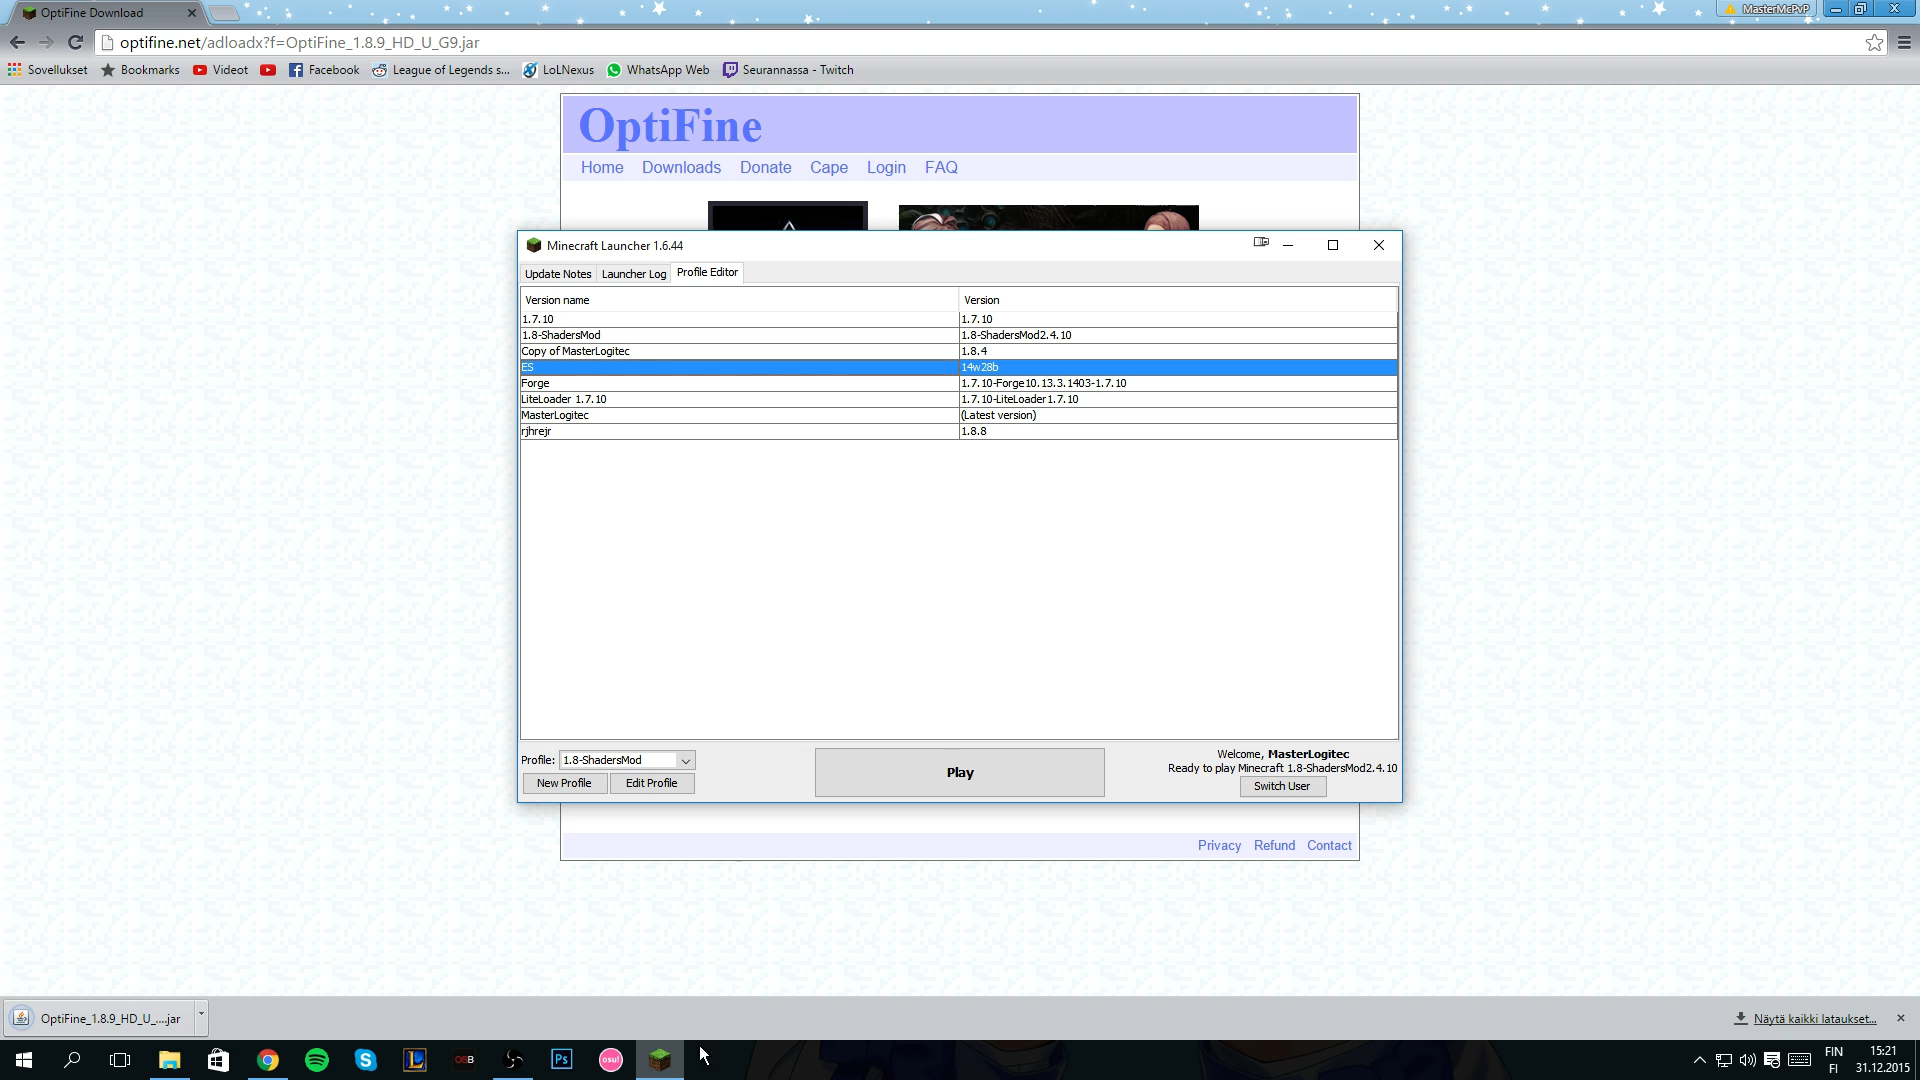 OptiFine Download
MasterMcPvP
optifine.net/adloadx?f=OptiFine_1.8.9_HD_U_G9.jar
Sovellukset Bookmarks Videot Facebook League of Legends s... LoLNexus WhatsApp Web Seurannassa - Twitch
OptiFine
Home Downloads Donate Cape Login FAQ
Minecraft Launcher 1.6.44
Update Notes Launcher Log Profile Editor
Version name Version
1.7.10 1.7.10
1.8-ShadersMod 1.8-ShadersMod2.4.10
Copy of MasterLogitec 1.8.4
ES 14w28b
Forge 1.7.10-Forge10.13.3.1403-1.7.10
LiteLoader 1.7.10 1.7.10-LiteLoader1.7.10
MasterLogitec (Latest version)
rjhrejr 1.8.8
Profile: 1.8-ShadersMod
New Profile Edit Profile
Play
Welcome, MasterLogitec
Ready to play Minecraft 1.8-ShadersMod2.4.10
Switch User
Privacy Refund Contact
OptiFine_1.8.9_HD_U_....jar
Näytä kaikki lataukset...
OSB
Ps
osu!
FIN
FI
15:21
31.12.2015